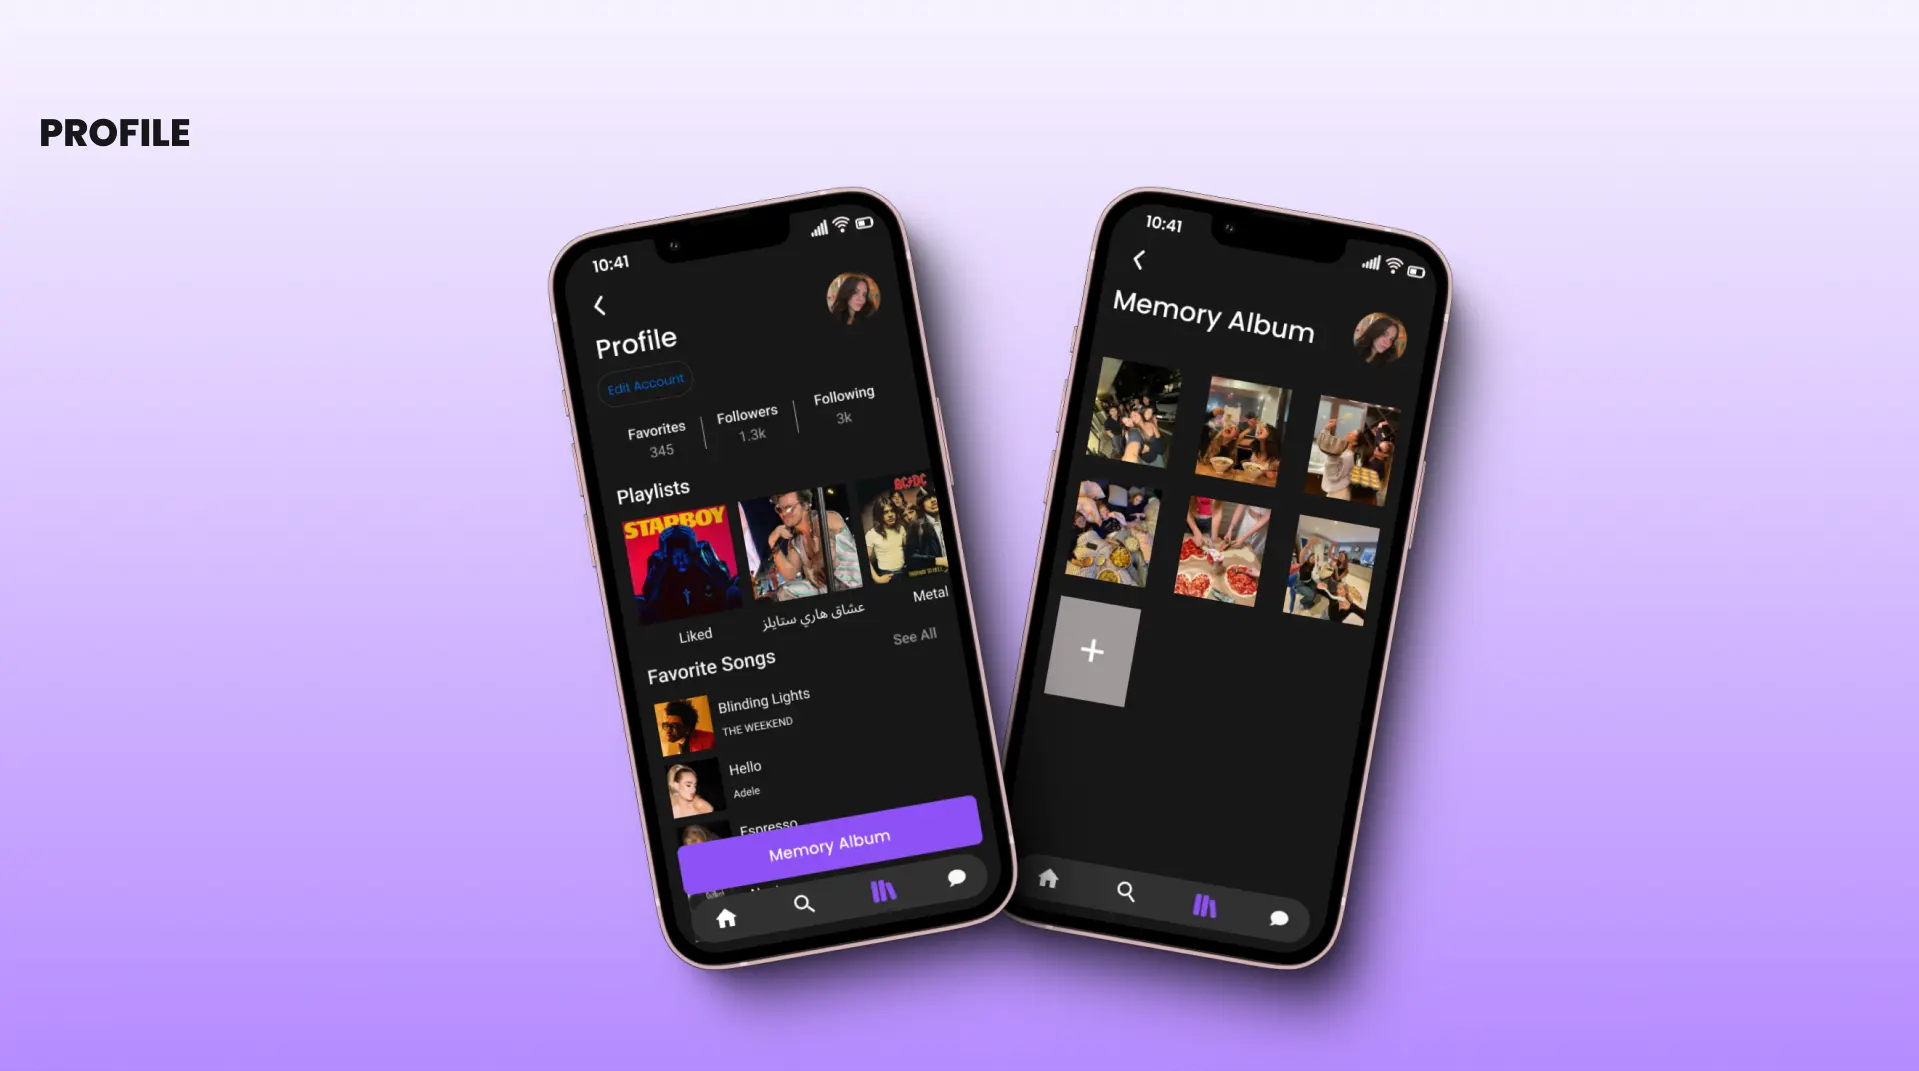 PROFILE
10:41
Profile
Edit Account
Favorites
345
Followers
1.3k
Following
3k
Playlists
STARBOY
AC/DC
Liked
عشاق هاري ستايلز
Metal
Favorite Songs
See All
Blinding Lights
THE WEEKEND
Hello
Adele
Espresso
Memory Album
10:41
Memory Album